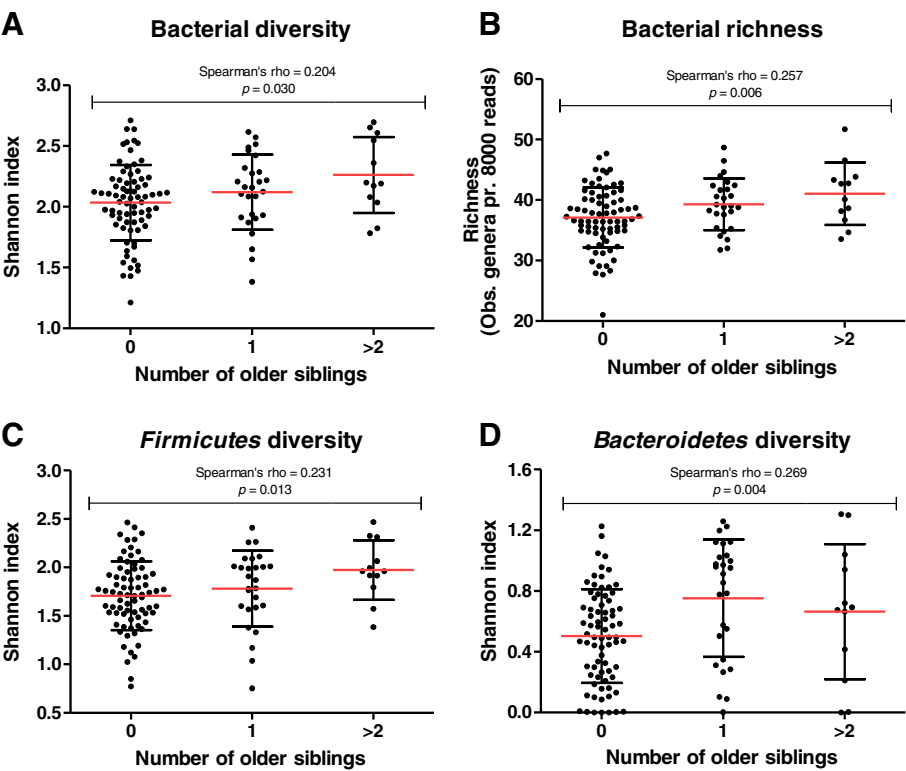 A
Bacterial diversity
Spearman's rho = 0.204
p = 0.030
3.0
2.5
2.0
1.5
1.0
Shannon index
0
1
>2
Number of older siblings
B
Bacterial richness
Spearman's rho = 0.257
p = 0.006
60
50
40
30
20
Richness
(Obs. genera pr. 8000 reads)
0
1
>2
Number of older siblings
C
Firmicutes diversity
Spearman's rho = 0.231
p = 0.013
3.0
2.5
2.0
1.5
1.0
0.5
Shannon index
0
1
>2
Number of older siblings
D
Bacteroidetes diversity
Spearman's rho = 0.269
p = 0.004
1.6
1.2
0.8
0.4
0.0
Shannon index
0
1
>2
Number of older siblings